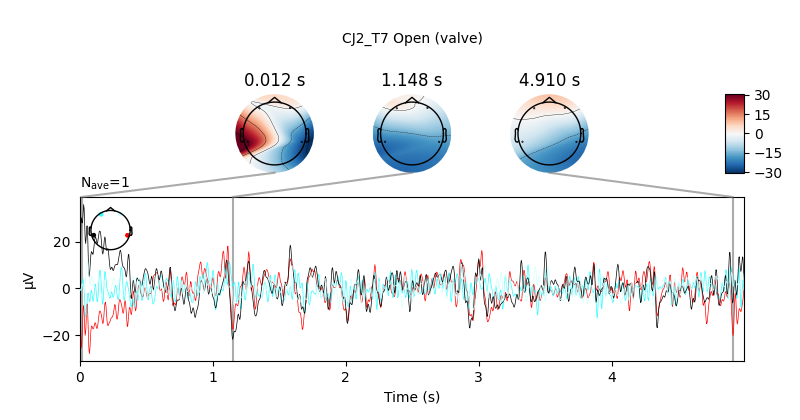 CJ2_T7 Open (valve)
0.012 s 1.148 s 4.910 s
30
15
0
−15
−30
Nave=1
20
0
−20
µV
0 1 2 3 4
Time (s)